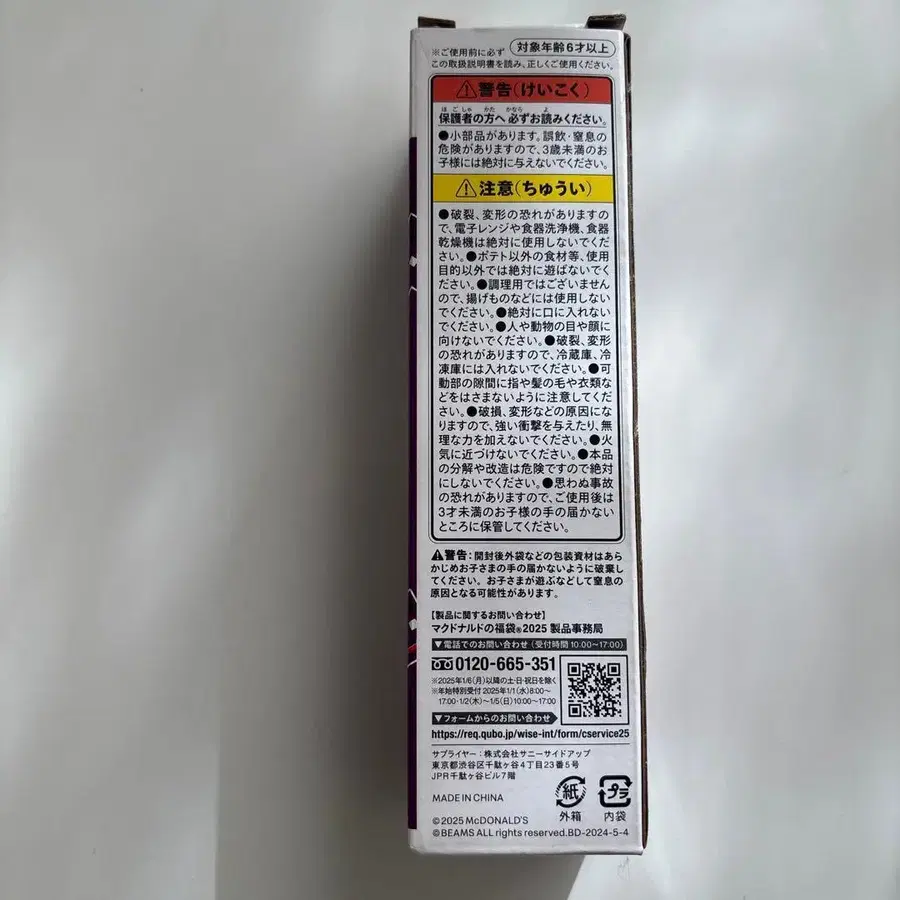 ※ご使用前に必ず
対象年齢6才以上
この取扱説明書を読み、正しくご使用ください。
警告(けいこく)
ほごしゃ かた かなら よ
保護者の方へ 必ずお読みください。
●小部品があります。誤飲・窒息の
危険がありますので、3歳未満のお
子様には絶対に与えないでください。
注意(ちゅうい)
●破裂、変形の恐れがありますの
で、電子レンジや食器洗浄機、食器
乾燥機は絶対に使用しないでくだ
さい。●ポテト以外の食材等、使用
目的以外では絶対に遊ばないでく
ださい。●調理用ではございません
ので、揚げものなどには使用しない
でください。●絶対に口に入れない
でください。●人や動物の目や顔に
向けないでください。●破裂、変形
の恐れがありますので、冷蔵庫、冷
凍庫には入れないでください。●可
動部の隙間に指や髪の毛や衣類な
どをはさまないように注意してくだ
さい。●破損、変形などの原因にな
りますので、強い衝撃を与えたり、無
理な力を加えないでください。●火
気に近づけないでください。●本品
の分解や改造は危険ですので絶対
にしないでください。●思わぬ事故
の恐れがありますので、ご使用後は
3才未満のお子様の手の届かない
ところに保管してください。
警告:開封後外袋などの包装資材はあら
かじめお子さまの手の届かないように破棄し
てください。お子さまが遊ぶなどして窒息の
原因となる可能性があります。
【製品に関するお問い合わせ】
マクドナルドの福袋®2025 製品事務局
▼電話でのお問い合わせ(受付時間 10:00〜17:00)
0120-665-351
※2025年1/6(月)以降の土・日・祝日を除く
※年始特別受付 2025年1/1(水)8:00〜
17:00・1/2(木)〜1/5(日)10:00〜17:00
▼フォームからのお問い合わせ
https://req.qubo.jp/wise-int/form/cservice25
サプライヤー:株式会社サニーサイドアップ
東京都渋谷区千駄ヶ谷4丁目23番5号
JPR千駄ヶ谷ビル7階
MADE IN CHINA
紙
外箱
プラ
内袋
©2025 McDONALD'S
©BEAMS ALL rights reserved.BD-2024-5-4